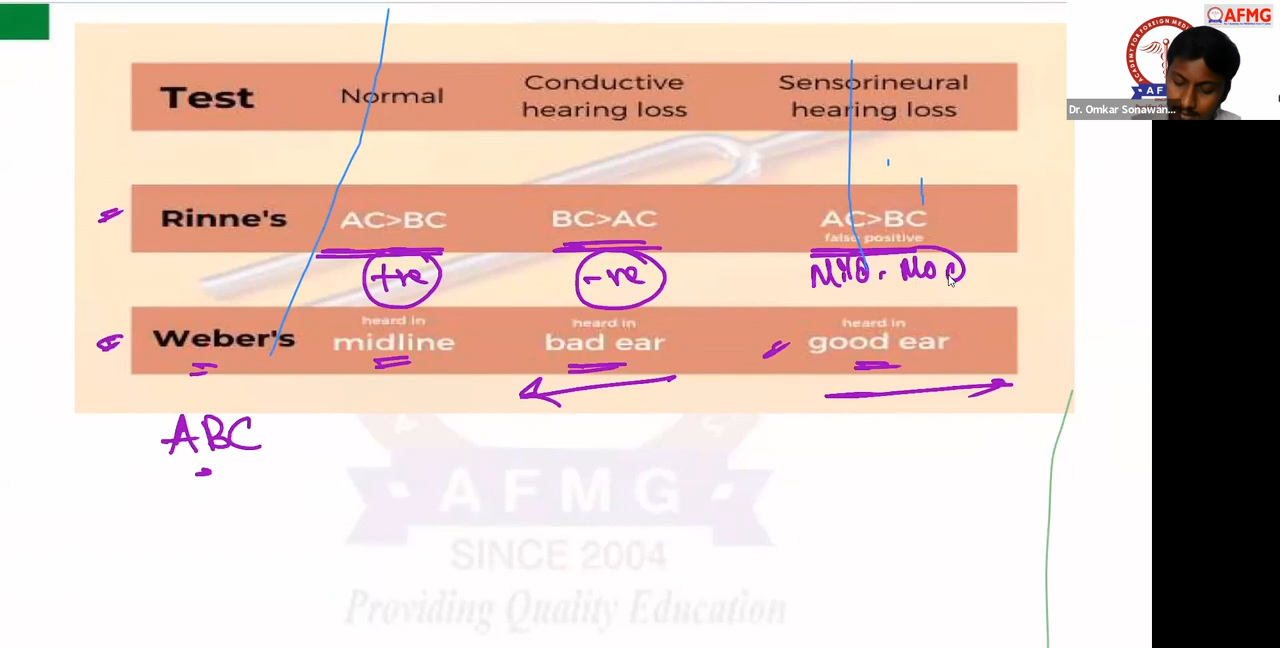 AFMG
Dr. Omkar Sonawan...
Test Normal Conductive hearing loss Sensorineural hearing loss
Rinne's AC>BC BC>AC AC>BC
false positive
+ve -ve
Weber's heard in midline heard in bad ear heard in good ear
ABC
AFMG
SINCE 2004
Providing Quality Education